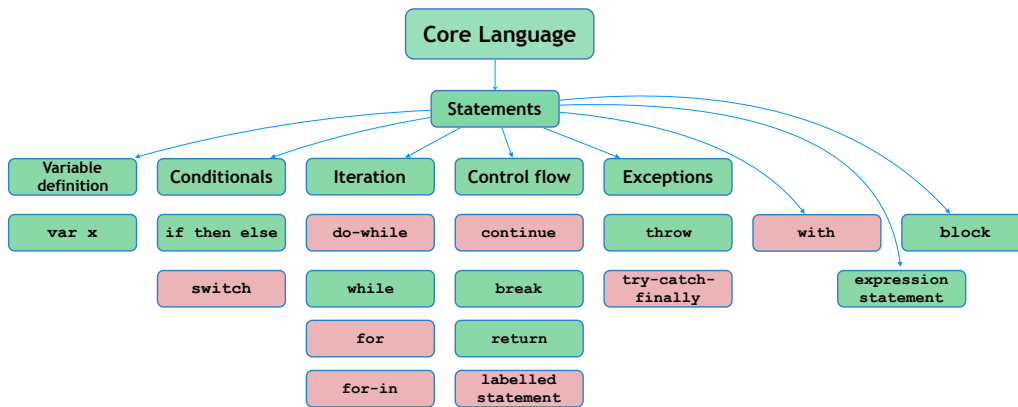 Core Language
Statements
Variable
definition
Conditionals
Iteration
Control flow
Exceptions
var x
if then else
do-while
continue
throw
with
block
switch
while
break
try-catch-
finally
expression
statement
for
return
for-in
labelled
statement